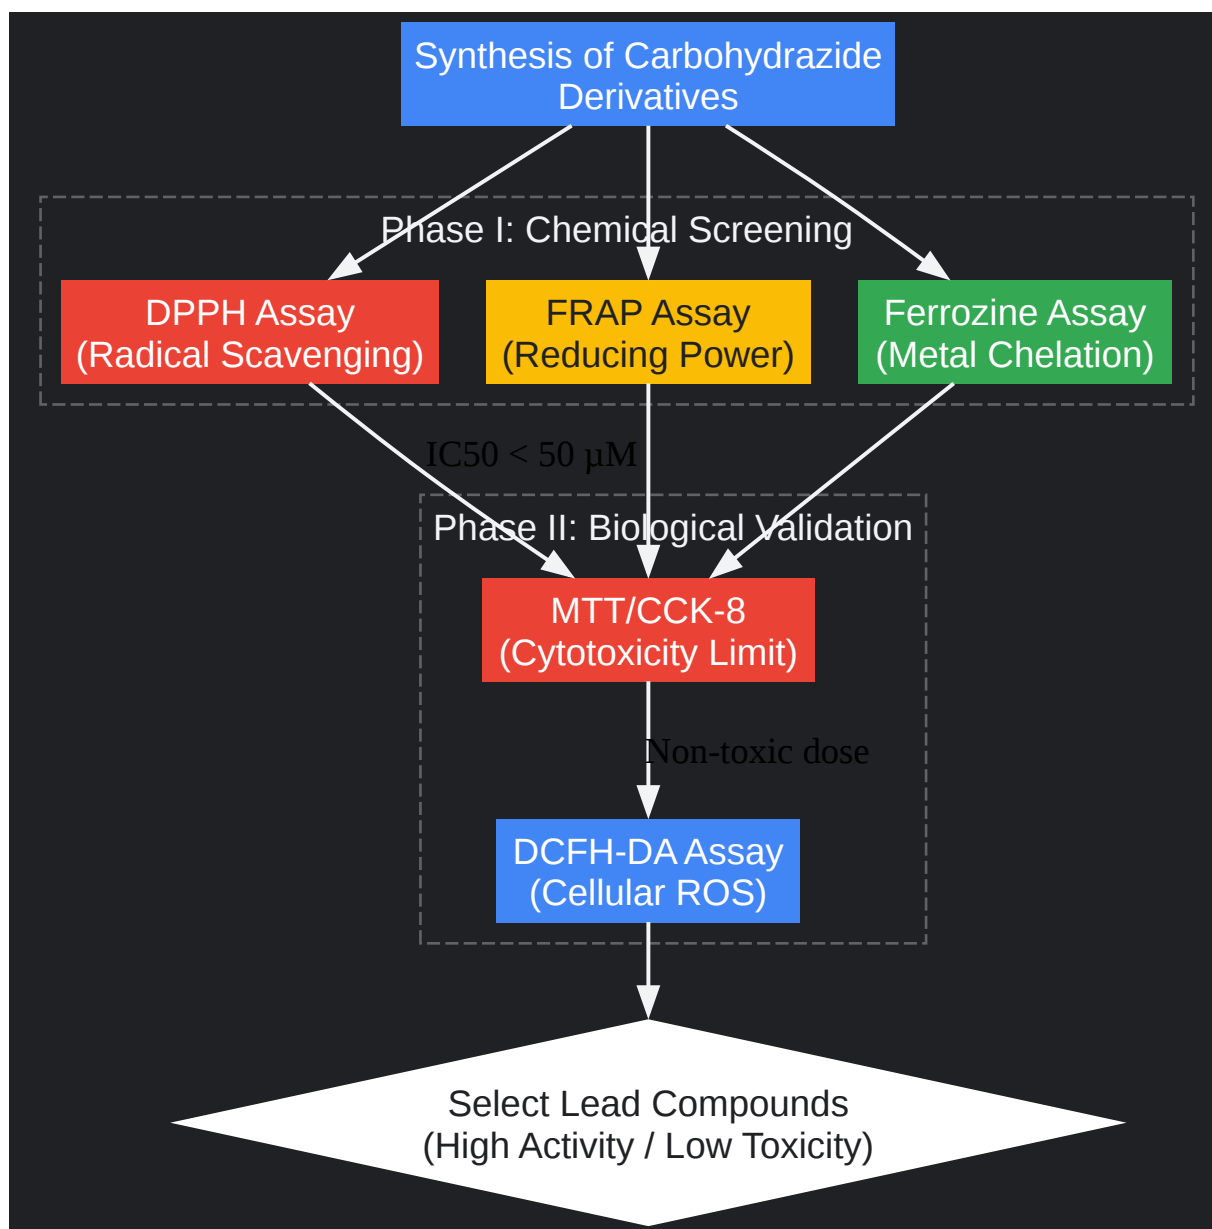 Synthesis of Carbohydrazide
Derivatives
Phase I: Chemical Screening
DPPH Assay
(Radical Scavenging)
FRAP Assay
(Reducing Power)
Ferrozine Assay
(Metal Chelation)
IC50 < 50 µM
Phase II: Biological Validation
MTT/CCK-8
(Cytotoxicity Limit)
Non-toxic dose
DCFH-DA Assay
(Cellular ROS)
Select Lead Compounds
(High Activity / Low Toxicity)